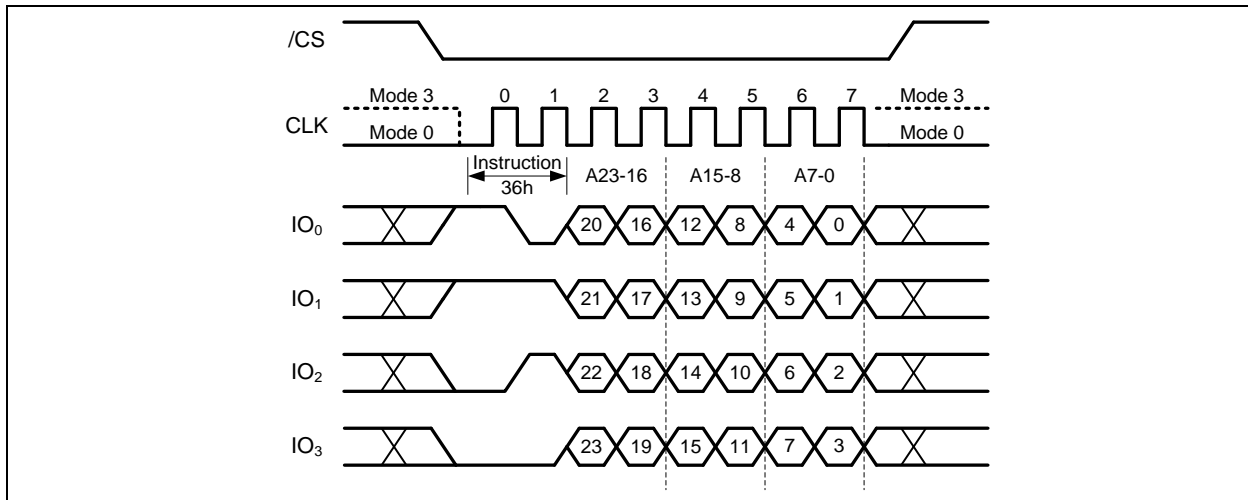 /CS
Mode 3 0 1 2 3 4 5 6 7 Mode 3
CLK
Mode 0 Mode 0
Instruction
36h
A23-16 A15-8 A7-0
IO₀ 20 16 12 8 4 0
IO₁ 21 17 13 9 5 1
IO₂ 22 18 14 10 6 2
IO₃ 23 19 15 11 7 3